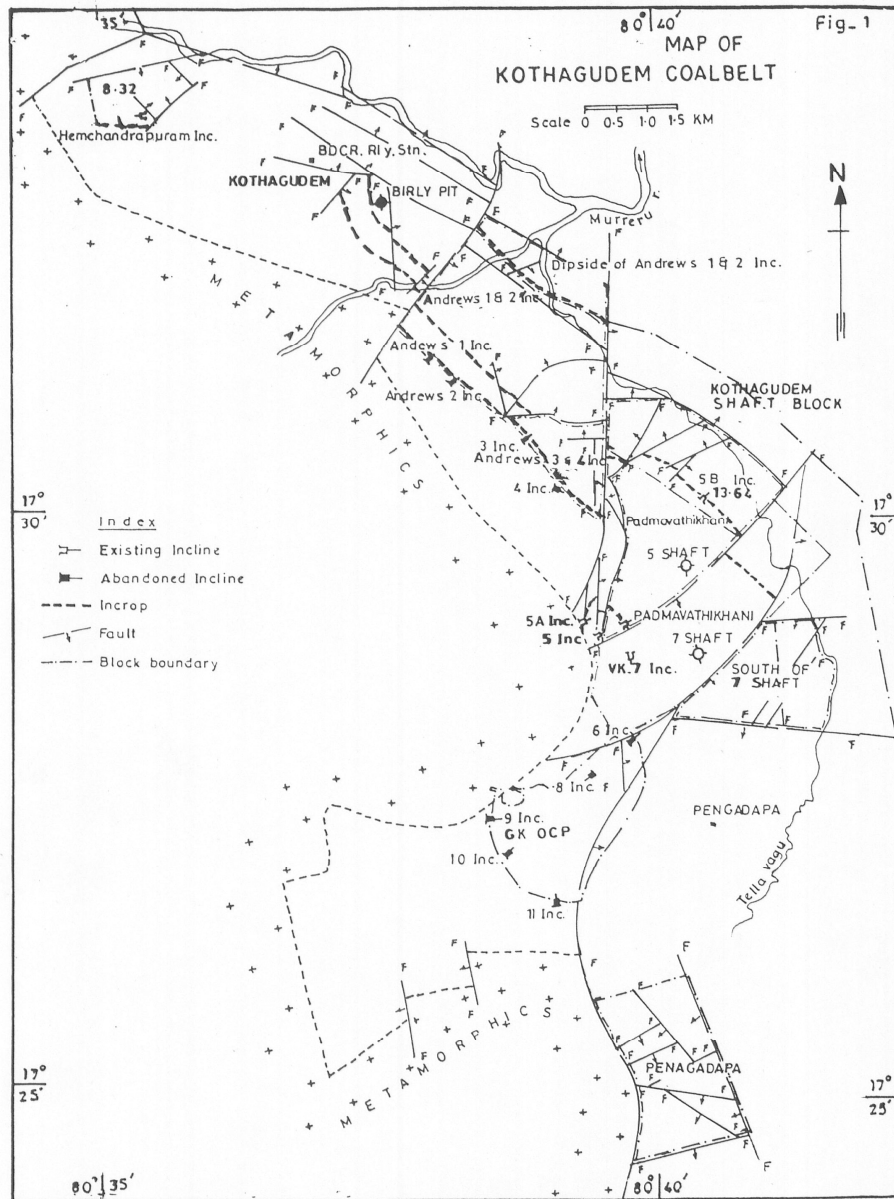 35'
80° 40'
Fig_ 1
MAP OF
KOTHAGUDEM COALBELT
Scale 0 0.5 1.0 1.5 KM
8.32
Hemchandrapuram Inc.
BDCR. Rly. Stn.
KOTHAGUDEM
BIRLY PIT
N
Murreru
Dipside of Andrews 1 & 2 Inc.
Andrews 1 & 2 Inc.
METAMORPHICS
Andews 1 Inc.
Andrews 2 Inc.
KOTHAGUDEM
SHAFT BLOCK
3 Inc.
Andrews 3 & 4 Inc
4 Inc.
5B Inc.
13.64
17°
30'
17°
30'
Padmavathikhani
5 SHAFT
Index
Existing Incline
Abandoned Incline
Incrop
Fault
Block boundary
5A Inc.
5 Inc
PADMAVATHIKHANI
7 SHAFT
VK.7 Inc.
SOUTH OF
7 SHAFT
6 Inc.
8 Inc.
9 Inc.
GK OCP
10 Inc.
11 Inc.
PENGADAPA
Tella vagu
METAMORPHICS
PENAGADAPA
17°
25'
17°
25'
80° 35'
80° 40'
F